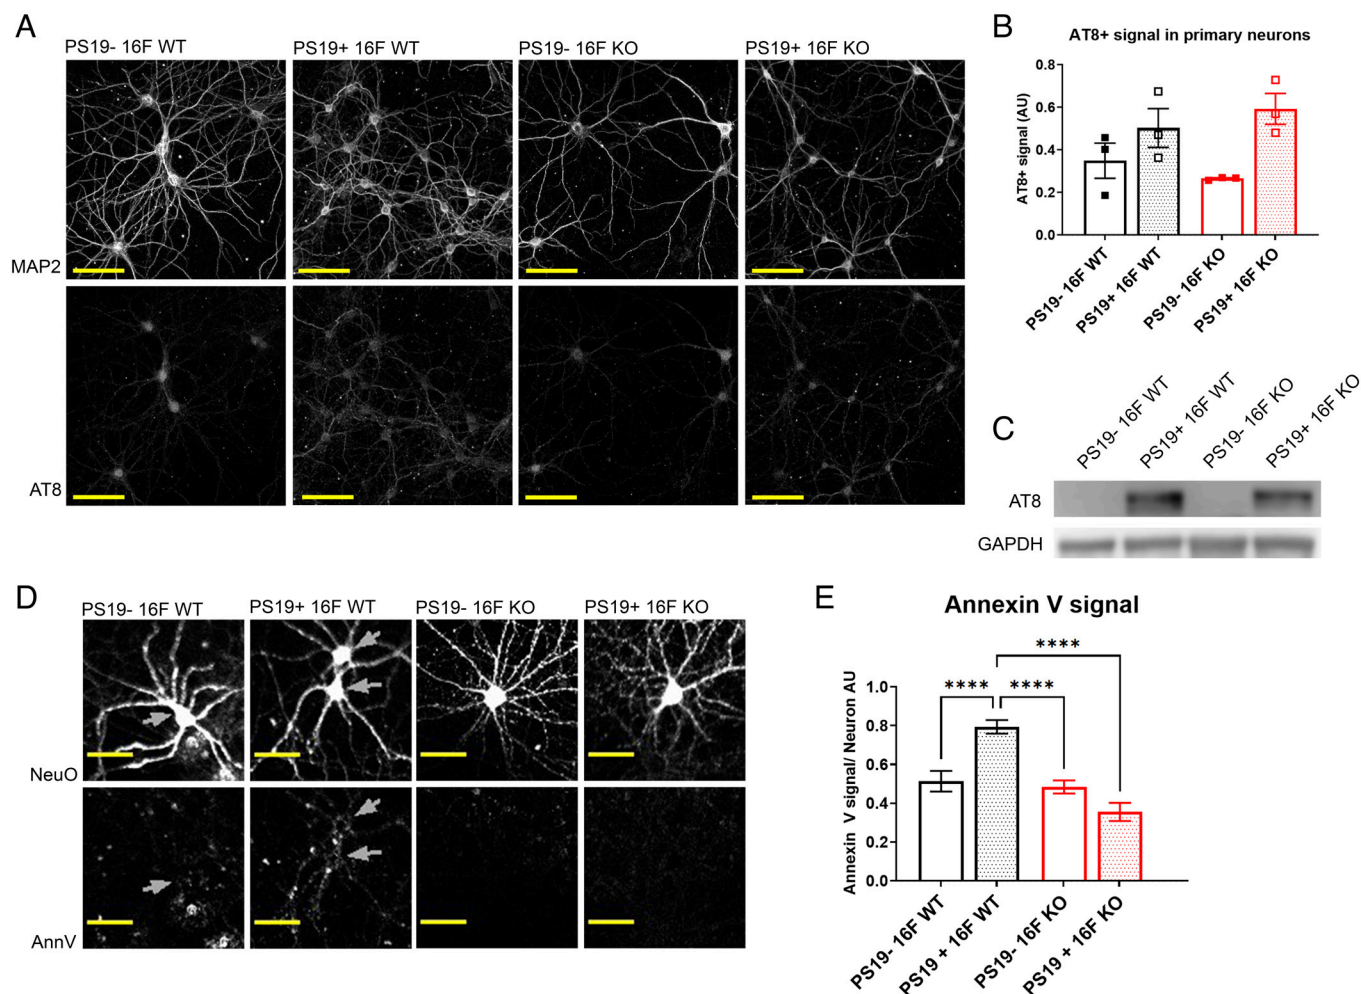 A
PS19- 16F WT
PS19+ 16F WT
PS19- 16F KO
PS19+ 16F KO
MAP2
AT8
B
AT8+ signal in primary neurons
AT8+ signal (AU)
0.8
0.6
0.4
0.2
0.0
PS19- 16F WT
PS19+ 16F WT
PS19- 16F KO
PS19+ 16F KO
C
PS19- 16F WT
PS19+ 16F WT
PS19- 16F KO
PS19+ 16F KO
AT8
GAPDH
D
PS19- 16F WT
PS19+ 16F WT
PS19- 16F KO
PS19+ 16F KO
NeuO
AnnV
E
Annexin V signal
****
**** ****
Annexin V signal/ Neuron AU
1.0
0.8
0.6
0.4
0.2
0.0
PS19- 16F WT
PS19 + 16F WT
PS19- 16F KO
PS19 + 16F KO